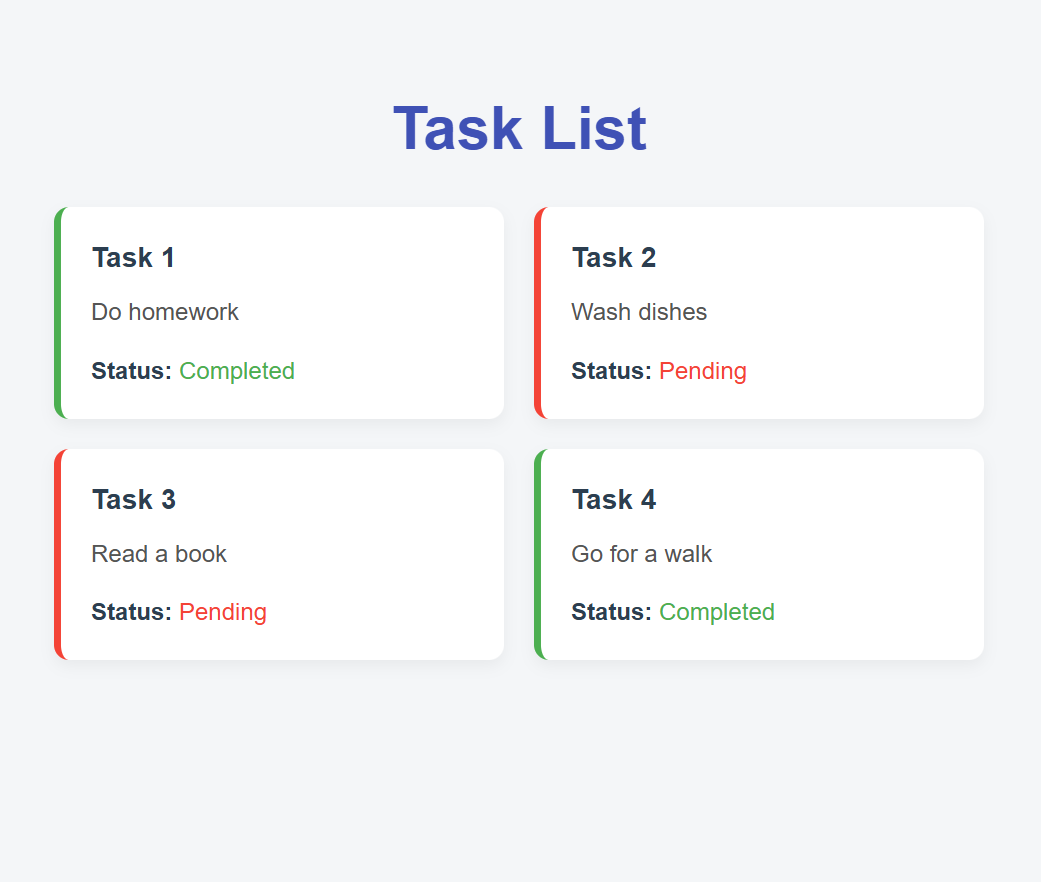 Task List
Task 1
Do homework
Status: Completed
Task 2
Wash dishes
Status: Pending
Task 3
Read a book
Status: Pending
Task 4
Go for a walk
Status: Completed